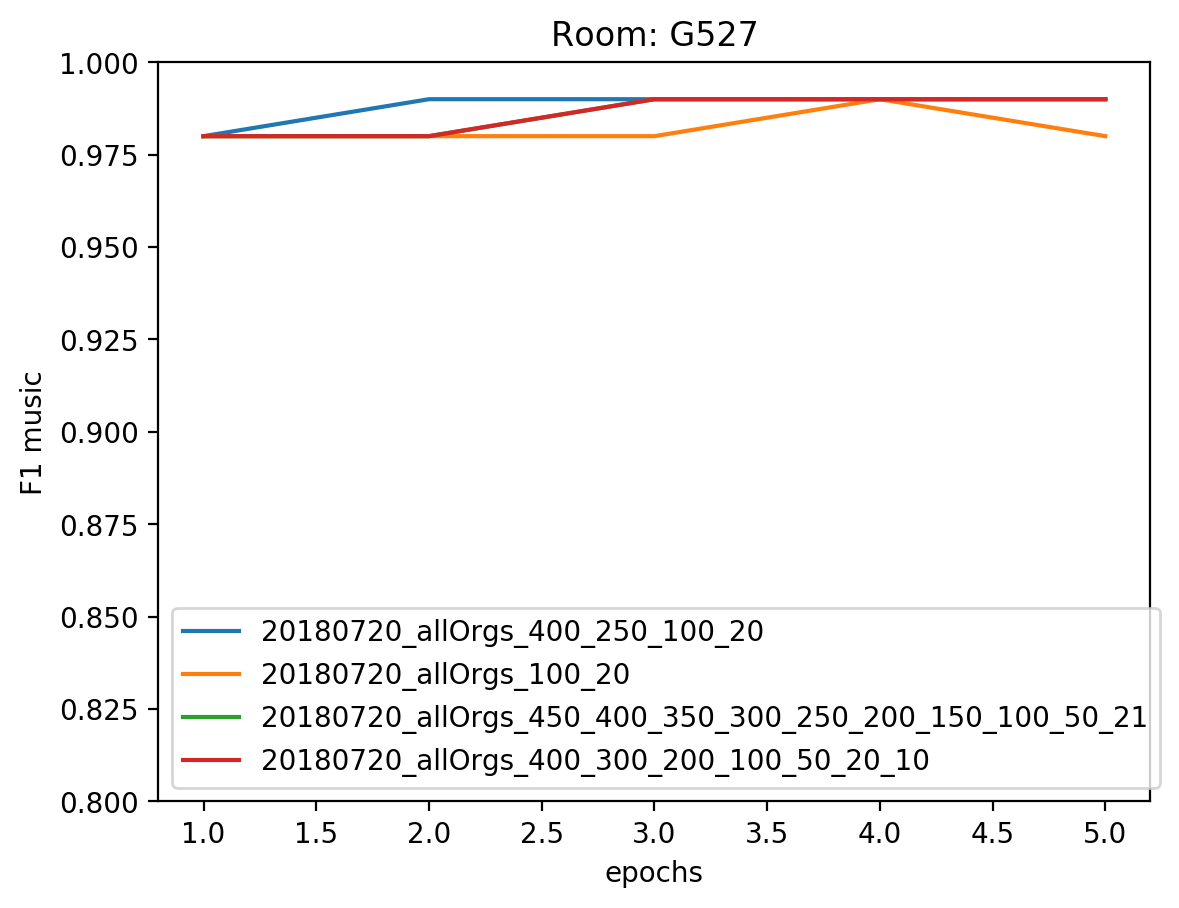 Room: G527
1.000
0.975
0.950
0.925
0.900
0.875
0.850
0.825
0.800
F1 music
20180720_allOrgs_400_250_100_20
20180720_allOrgs_100_20
20180720_allOrgs_450_400_350_300_250_200_150_100_50_21
20180720_allOrgs_400_300_200_100_50_20_10
1.0 1.5 2.0 2.5 3.0 3.5 4.0 4.5 5.0
epochs